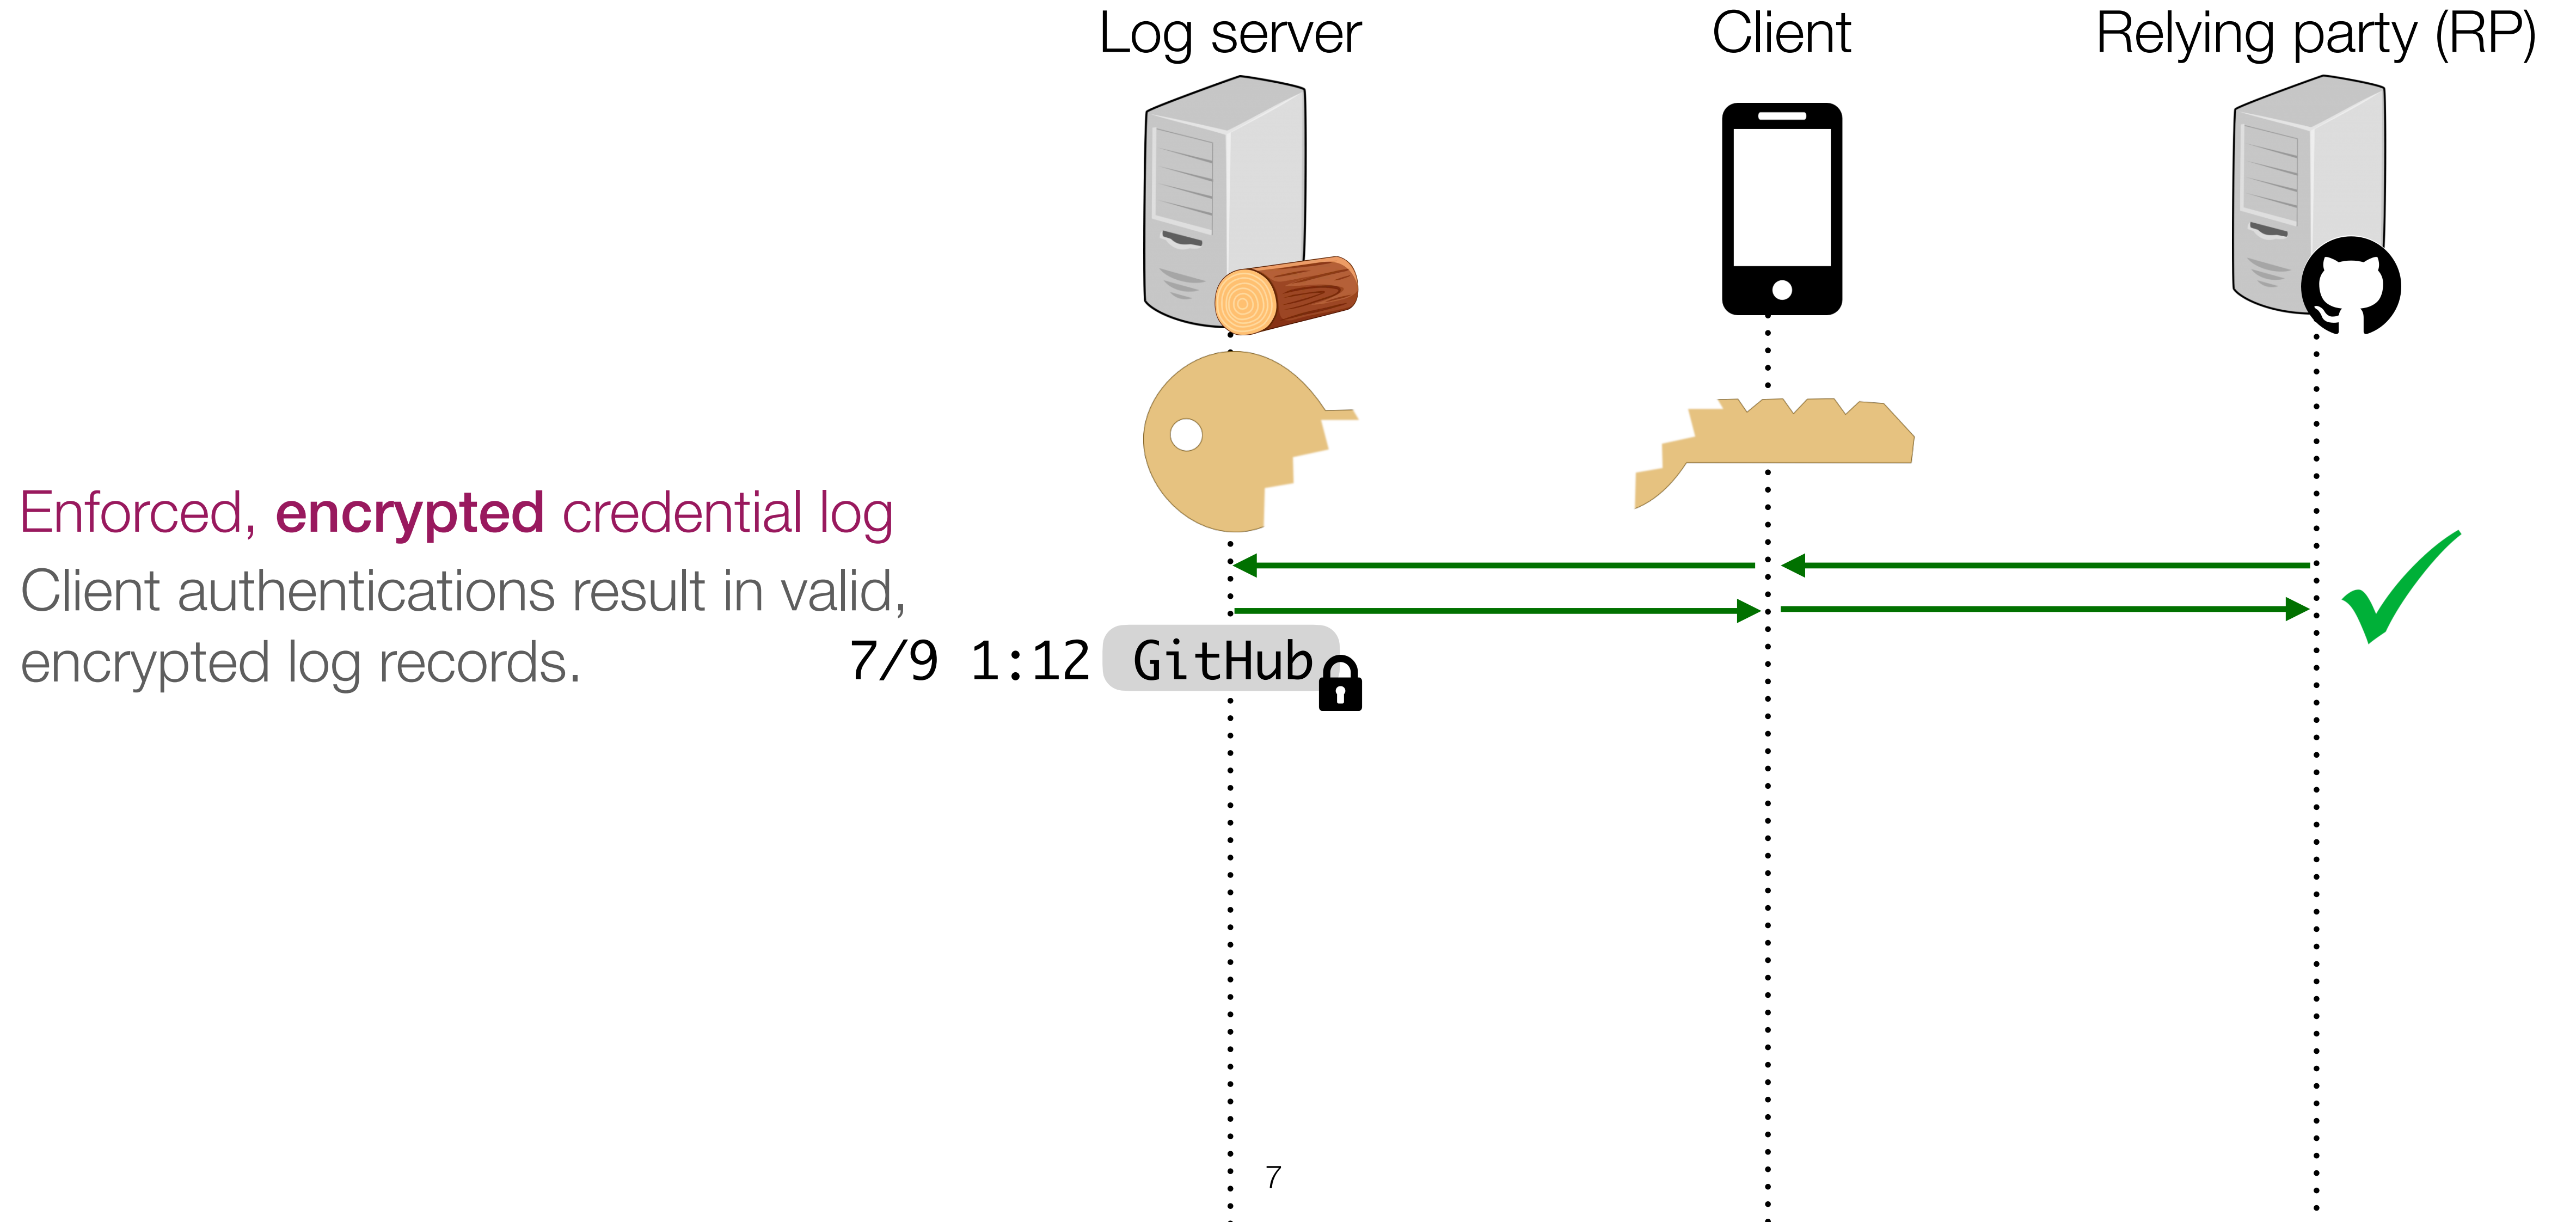 Log server
Client
Relying party (RP)
Enforced, encrypted credential log
Client authentications result in valid,
encrypted log records.
7/9 1:12 GitHub
7